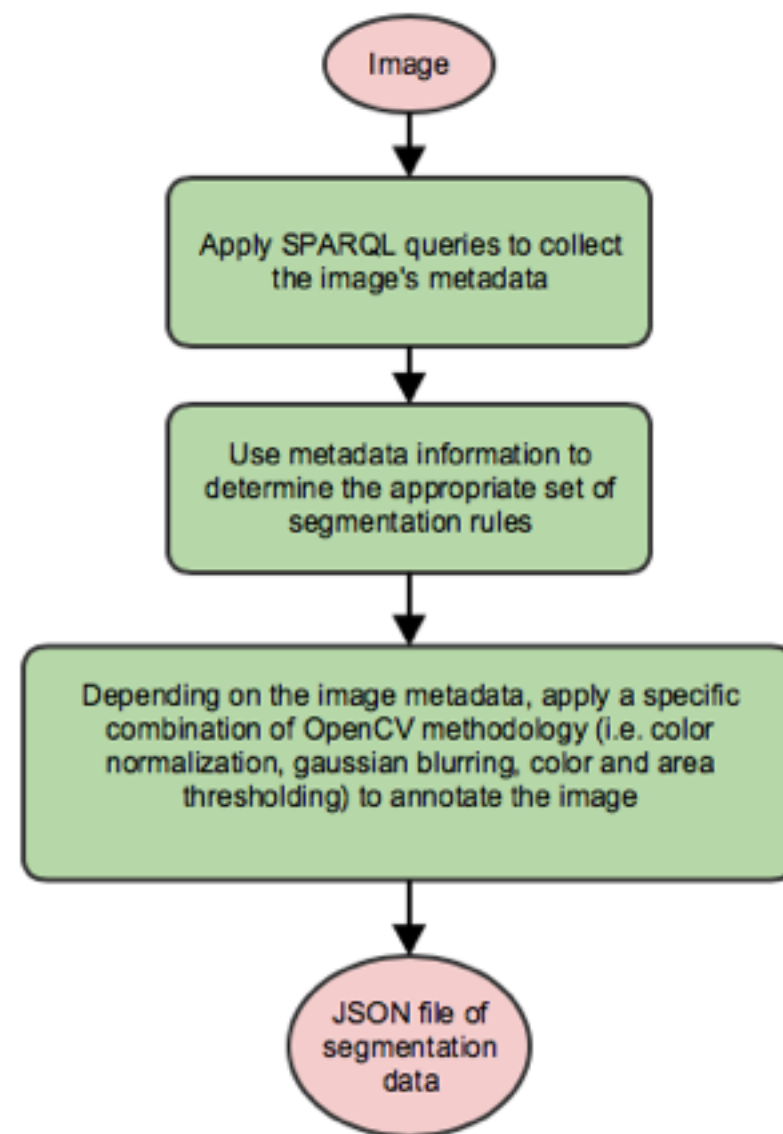 Image
Apply SPARQL queries to collect
the image's metadata
Use metadata information to
determine the appropriate set of
segmentation rules
Depending on the image metadata, apply a specific
combination of OpenCV methodology (i.e. color
normalization, gaussian blurring, color and area
thresholding) to annotate the image
JSON file of
segmentation
data